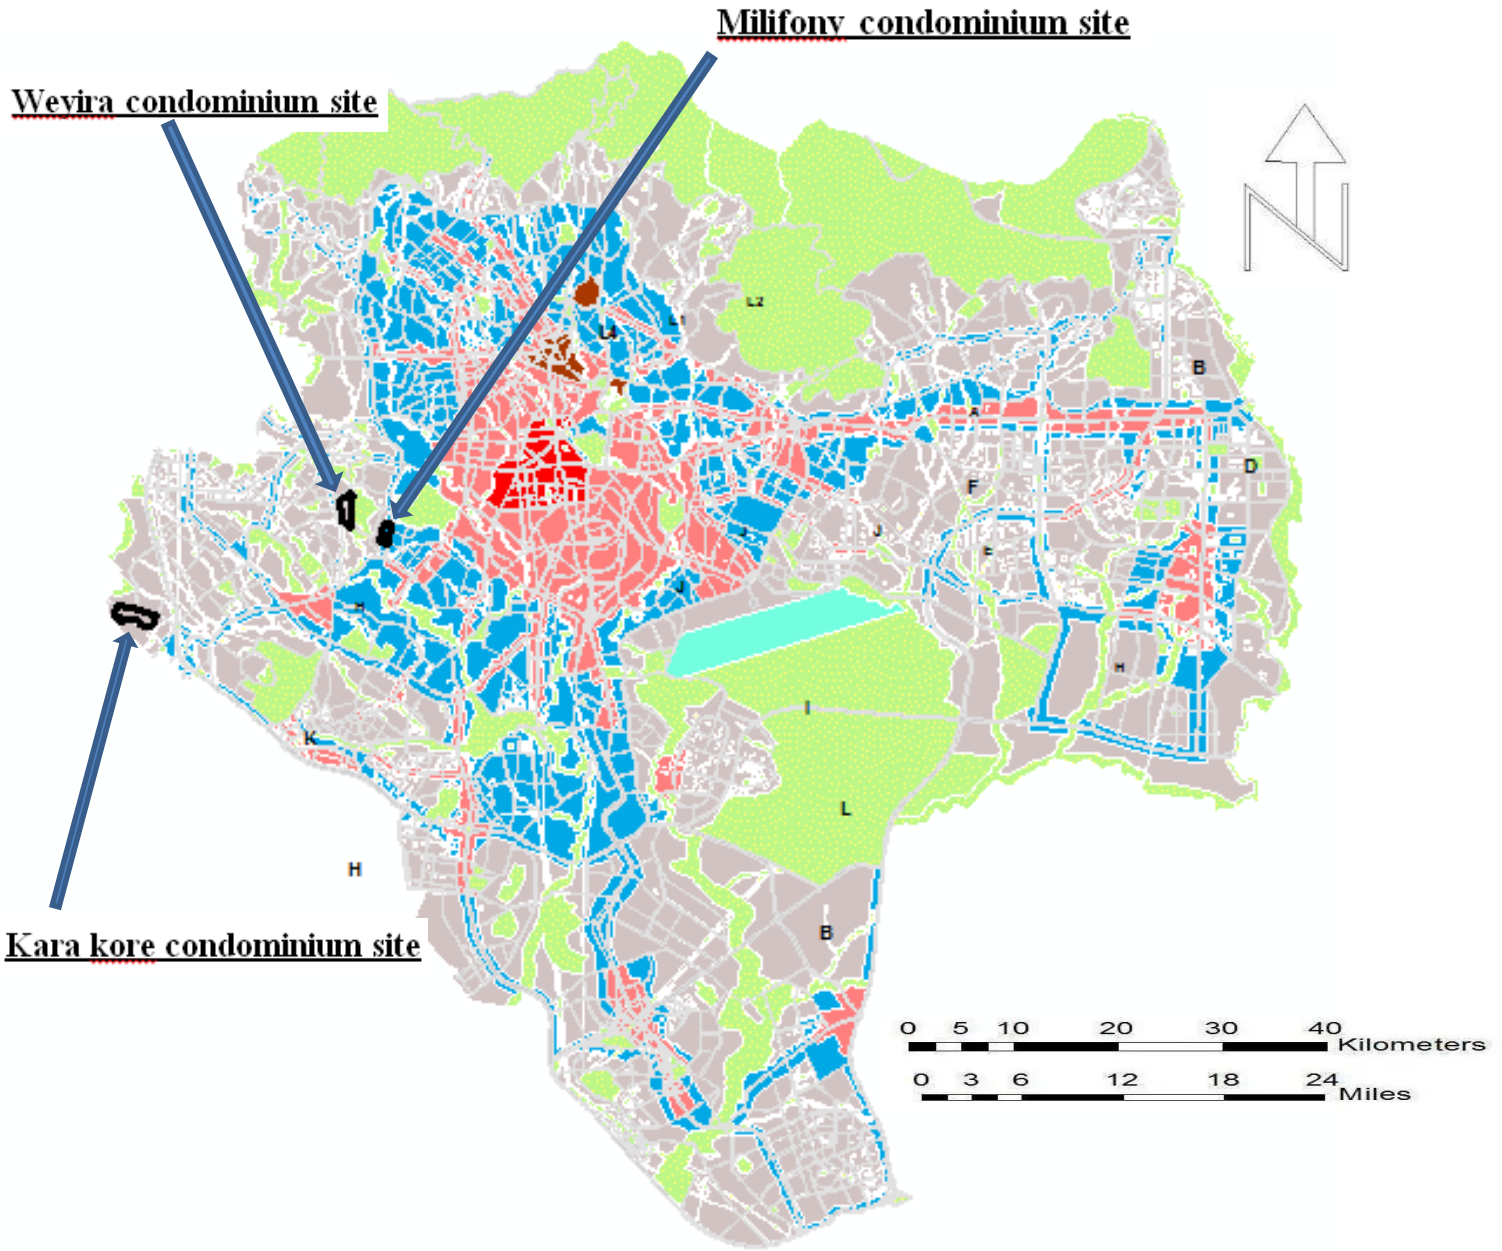 Milifony condominium site
Weyira condominium site
L2
L1
L4
B
A
D
F
J
J
E
J
H
H
I
K
L
H
B
Kara kore condominium site
0 5 10 20 30 40
Kilometers
0 3 6 12 18 24
Miles
N